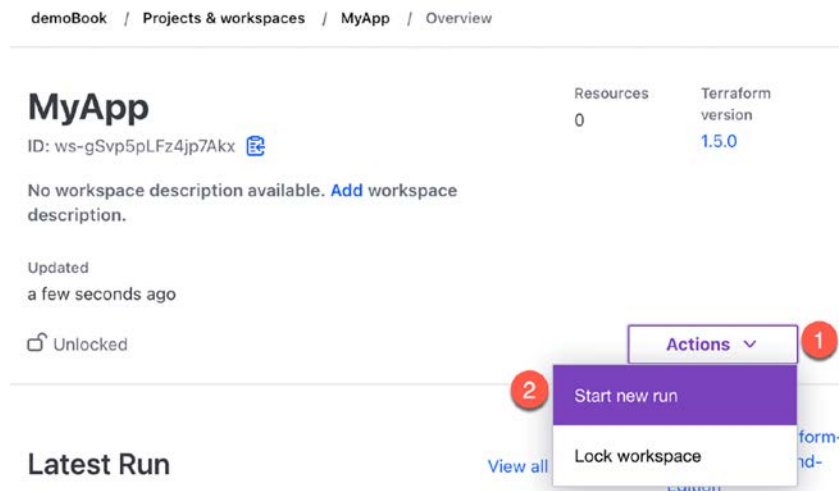 demoBook / Projects & workspaces / MyApp / Overview
MyApp
ID: ws-gSvp5pLFz4jp7Akx
No workspace description available. Add workspace
description.
Updated
a few seconds ago
Unlocked
Resources
0
Terraform
version
1.5.0
Actions
1
2
Start new run
Lock workspace
Latest Run
View all
form-
nd-